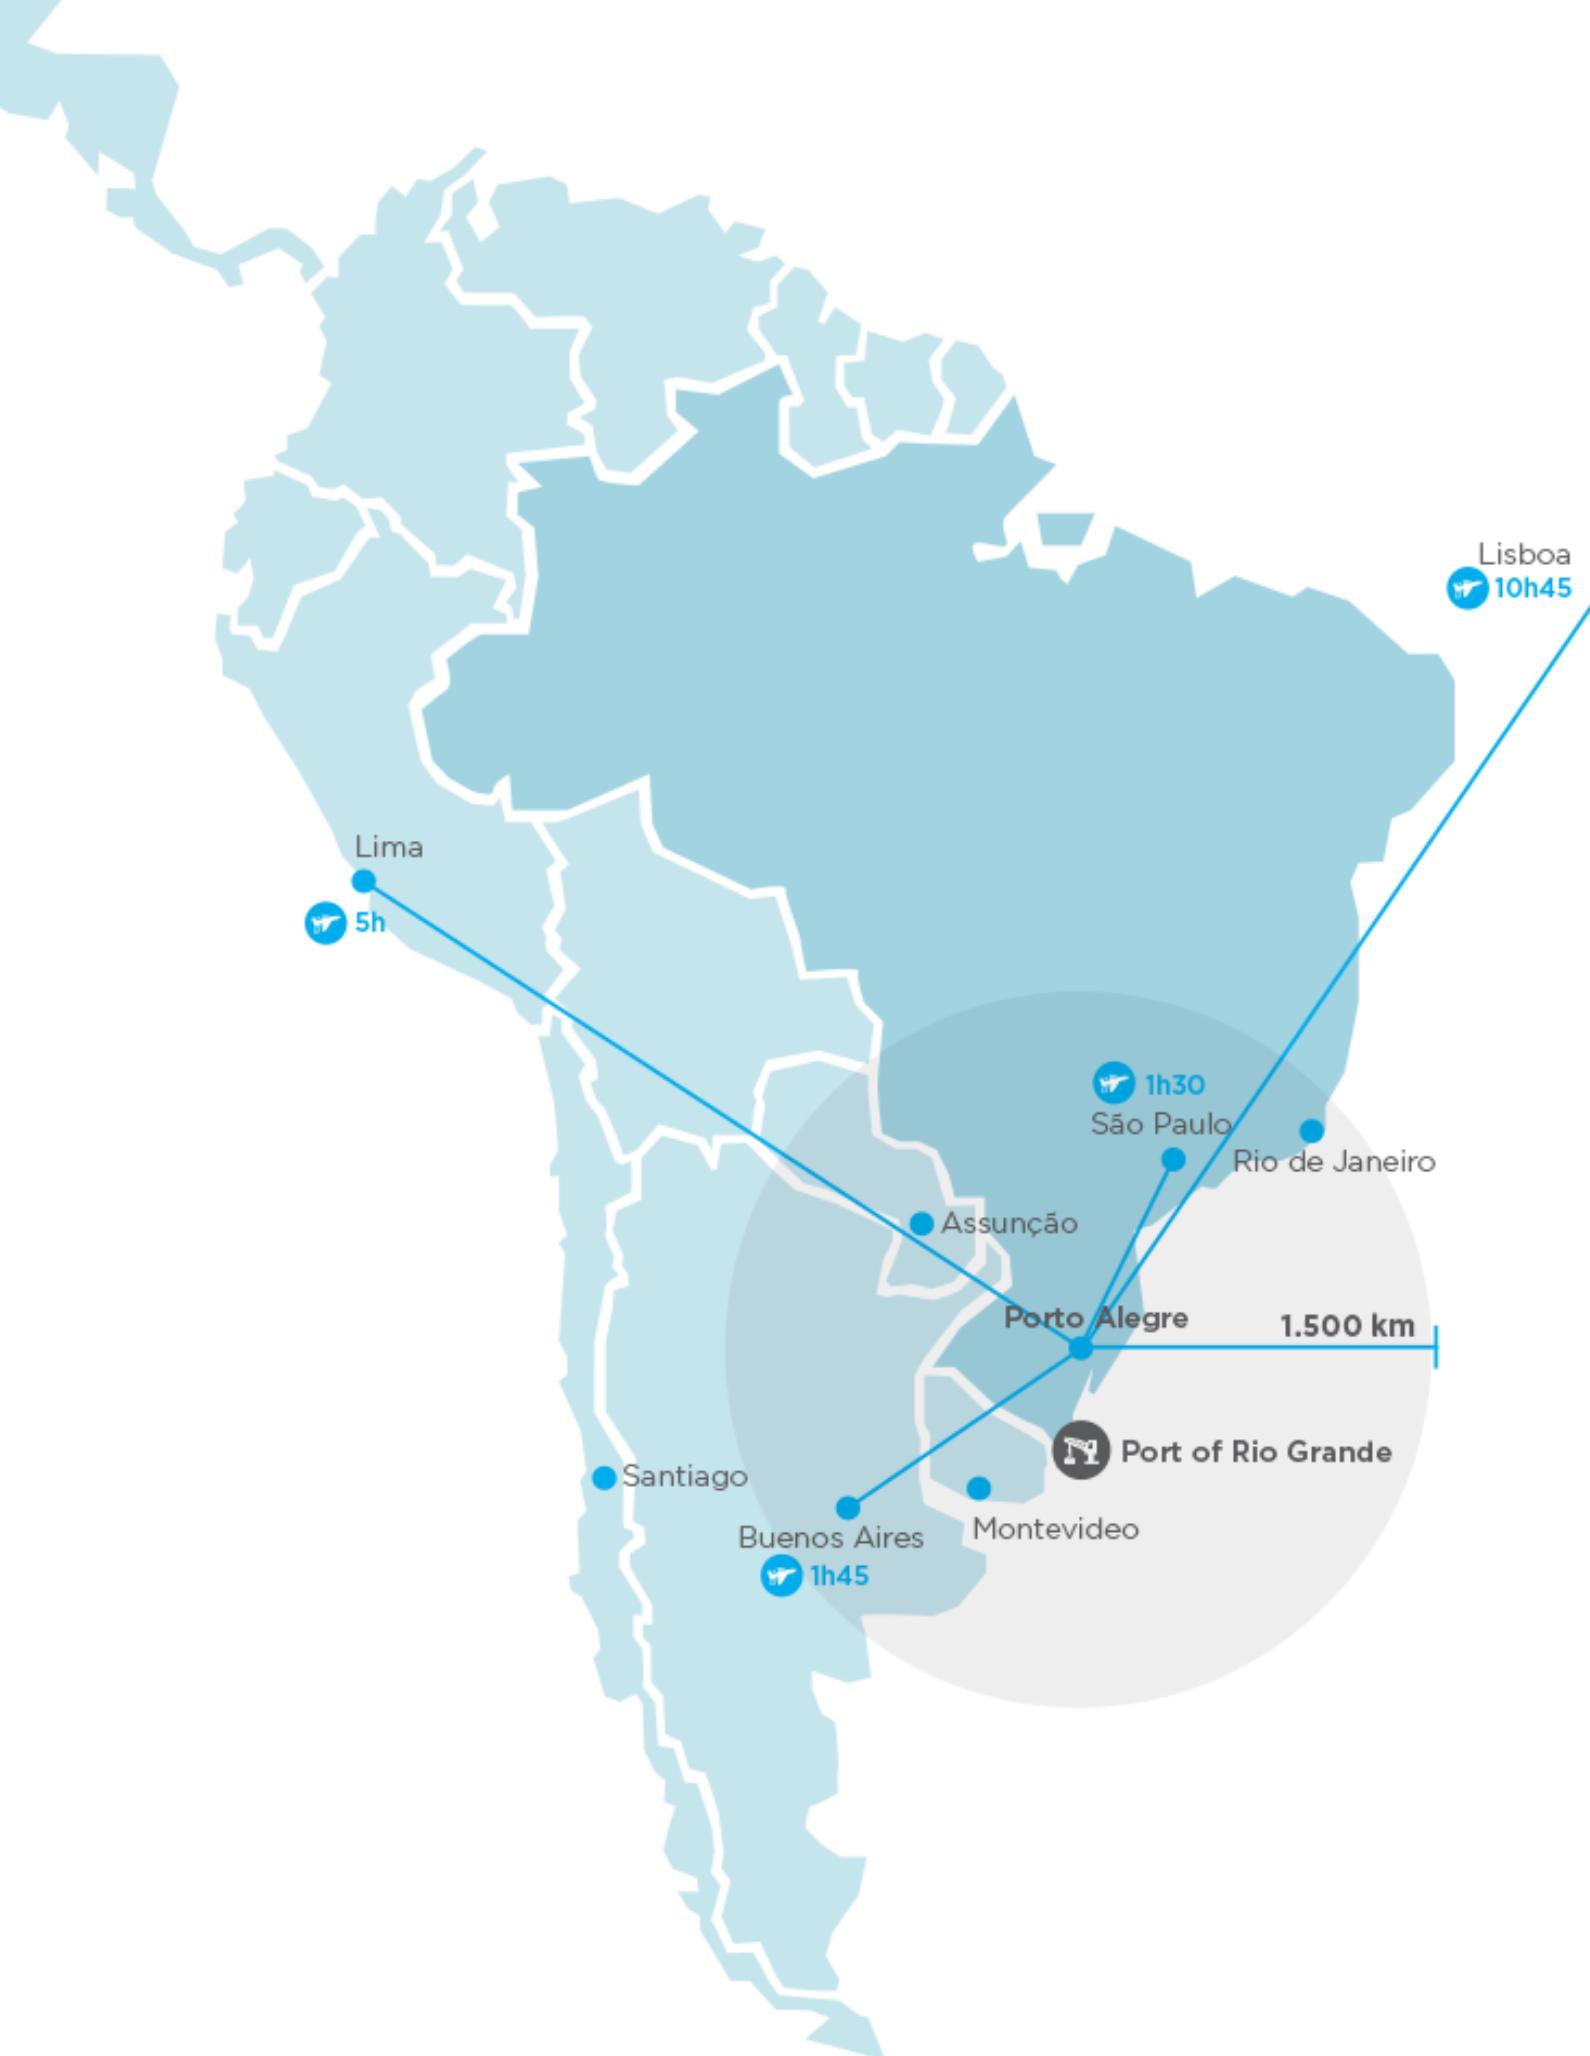 Lisboa
10h45
Lima
5h
1h30
São Paulo
Rio de Janeiro
Assunção
Porto Alegre
1.500 km
Port of Rio Grande
Santiago
Buenos Aires
Montevideo
1h45